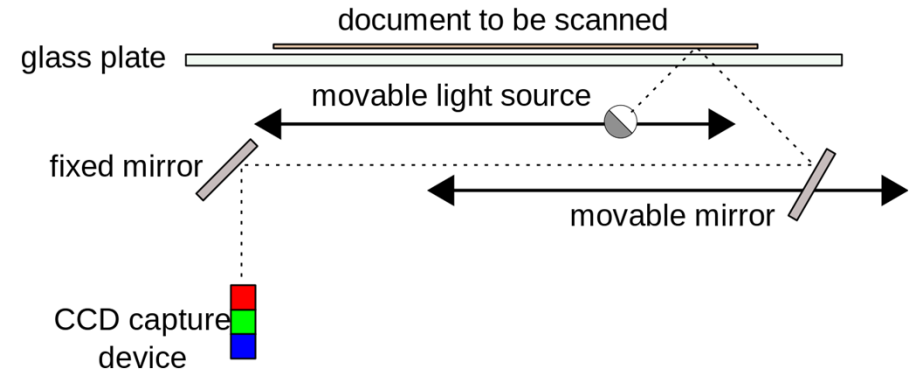 document to be scanned
glass plate
movable light source
fixed mirror
movable mirror
CCD capture
device